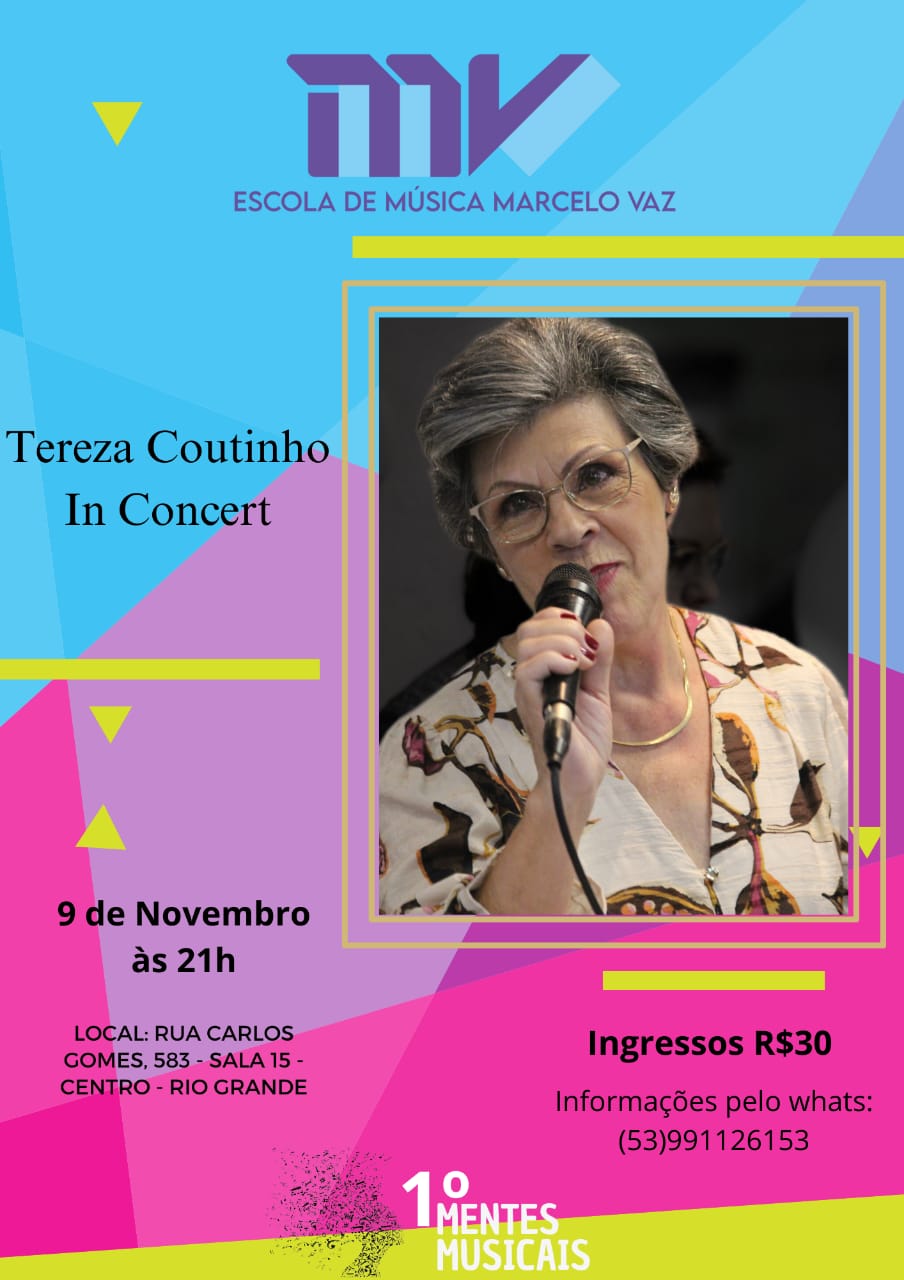 MV
ESCOLA DE MÚSICA MARCELO VAZ
Tereza Coutinho
In Concert
9 de Novembro
às 21h
LOCAL: RUA CARLOS
GOMES, 583 - SALA 15 -
CENTRO - RIO GRANDE
Ingressos R$30
Informações pelo whats:
(53)991126153
1º
MENTES
MUSICAIS